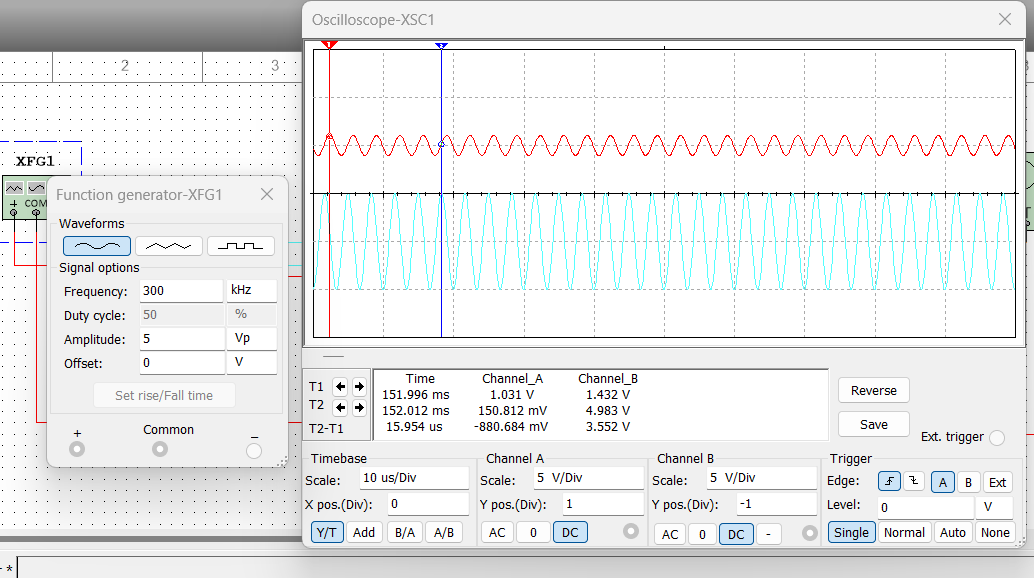 Oscilloscope-XSC1
2
3
XFG1
+ COM
Function generator-XFG1
Waveforms
Signal options
Frequency: 300 kHz
Duty cycle: 50 %
Amplitude: 5 Vp
Offset: 0 V
Set rise/Fall time
+ Common −
1 2
T1
T2
T2-T1
Time Channel_A Channel_B
151.996 ms 1.031 V 1.432 V
152.012 ms 150.812 mV 4.983 V
15.954 us -880.684 mV 3.552 V
Reverse
Save
Ext. trigger
Timebase
Scale: 10 us/Div
X pos.(Div): 0
Y/T Add B/A A/B
Channel A
Scale: 5 V/Div
Y pos.(Div): 1
AC 0 DC
Channel B
Scale: 5 V/Div
Y pos.(Div): -1
AC 0 DC -
Trigger
Edge: A B Ext
Level: 0 V
Single Normal Auto None